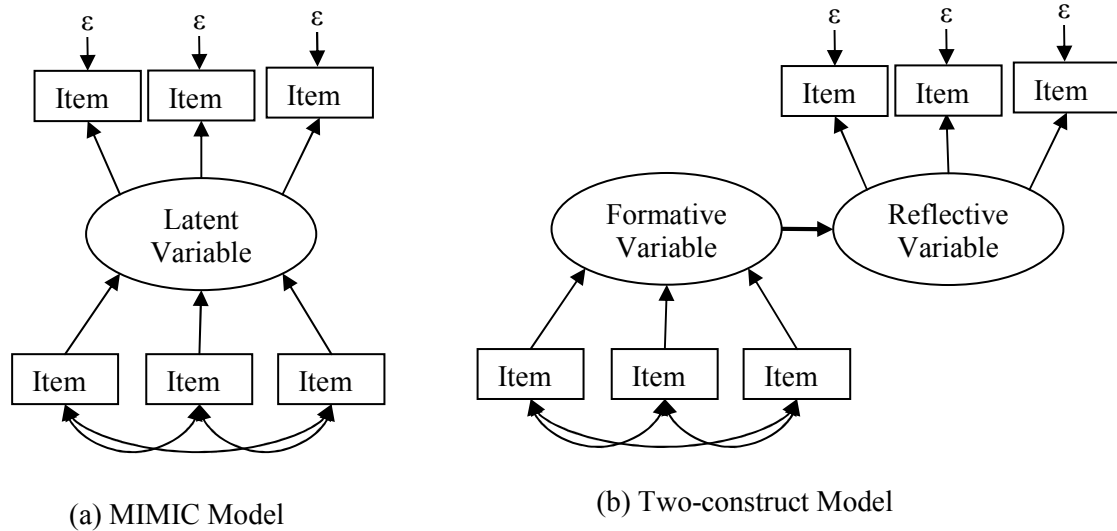 ε ε ε
Item Item Item
Latent
Variable
Item Item Item
(a) MIMIC Model
ε ε ε
Item Item Item
Formative
Variable
Reflective
Variable
Item Item Item
(b) Two-construct Model